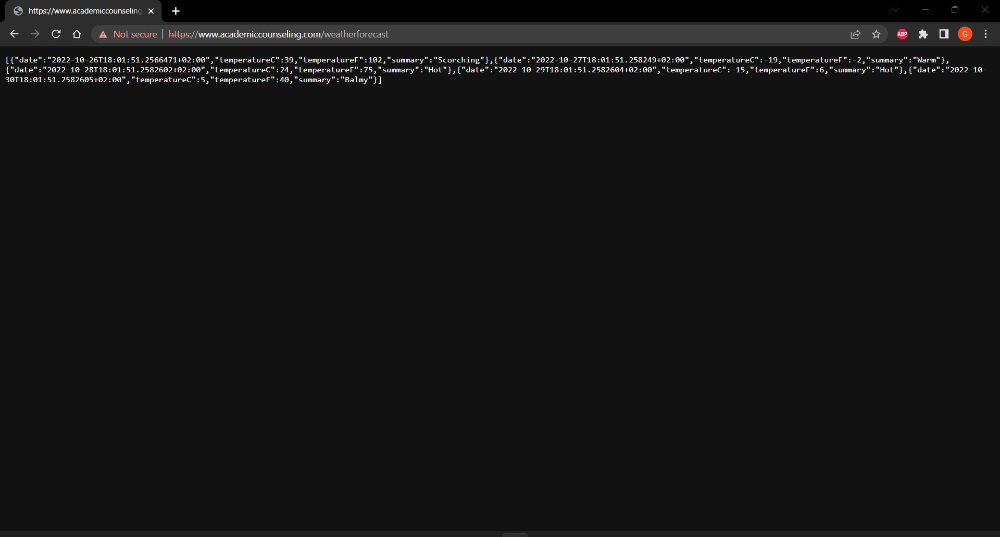 https://www.academiccounseling
Not secure | https://www.academiccounseling.com/weatherforecast
ABP
G
[{"date":"2022-10-26T18:01:51.2566471+02:00","temperatureC":39,"temperatureF":102,"summary":"Scorching"},{"date":"2022-10-27T18:01:51.258249+02:00","temperatureC":-19,"temperatureF":-2,"summary":"Warm"},
{"date":"2022-10-28T18:01:51.2582602+02:00","temperatureC":24,"temperatureF":75,"summary":"Hot"},{"date":"2022-10-29T18:01:51.2582604+02:00","temperatureC":-15,"temperatureF":6,"summary":"Hot"},{"date":"2022-10-
30T18:01:51.2582605+02:00","temperatureC":5,"temperatureF":40,"summary":"Balmy"}]